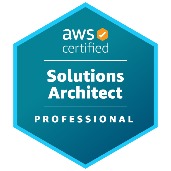 aws
certified
Solutions
Architect
PROFESSIONAL